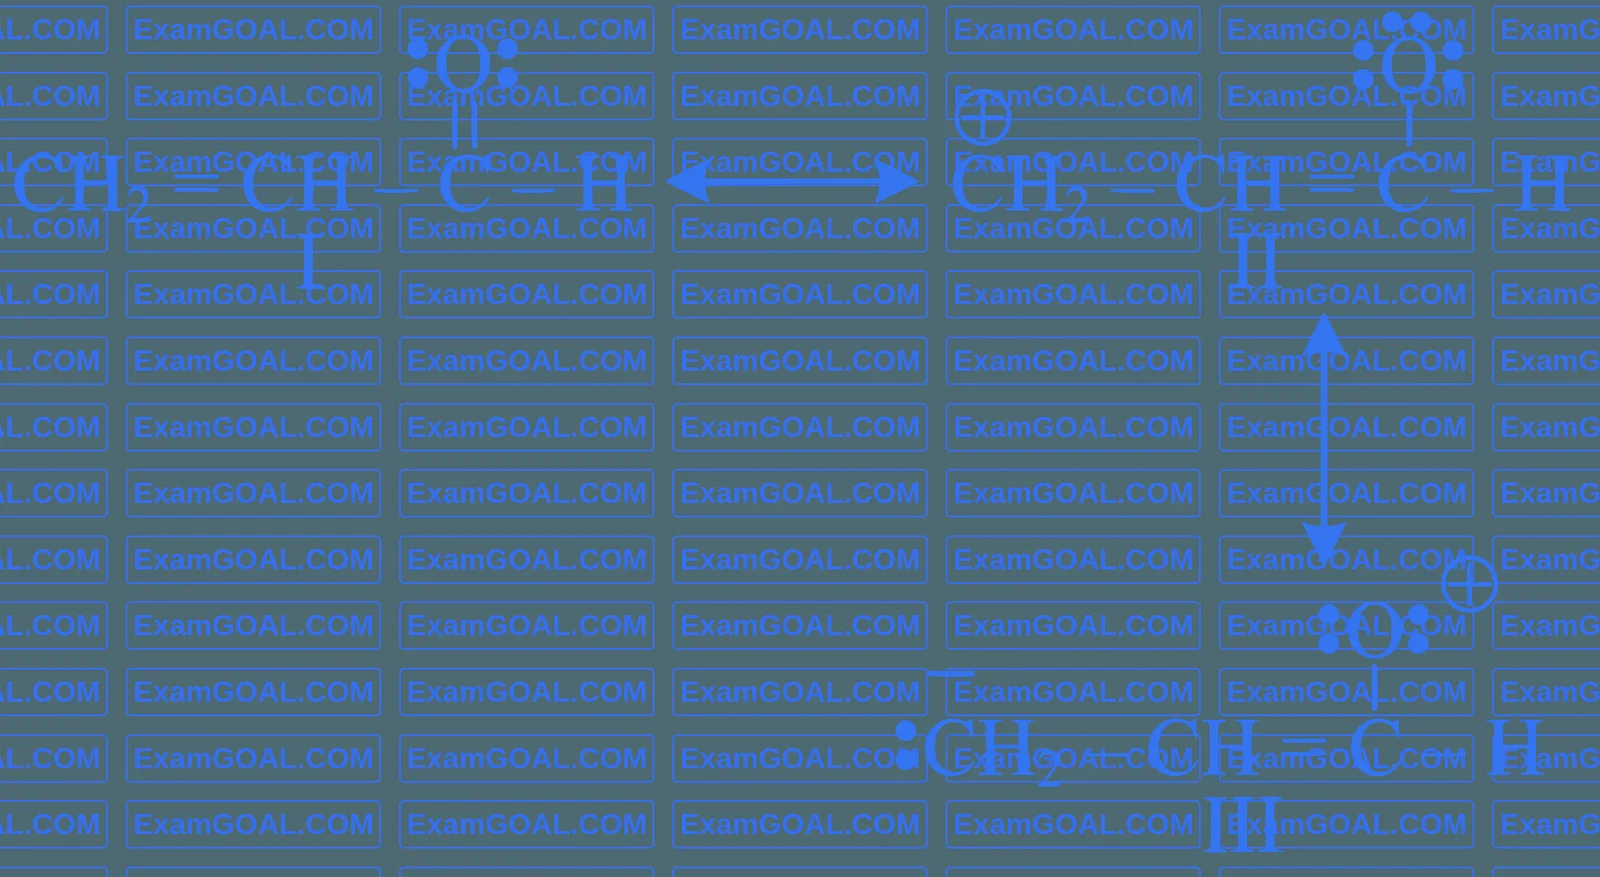 O O
⊕
CH2 = CH – C – H ⟷ CH2 – CH = C – H
I II
⊕
O
:CH2 – CH = C – H
III
ExamGOAL.COM